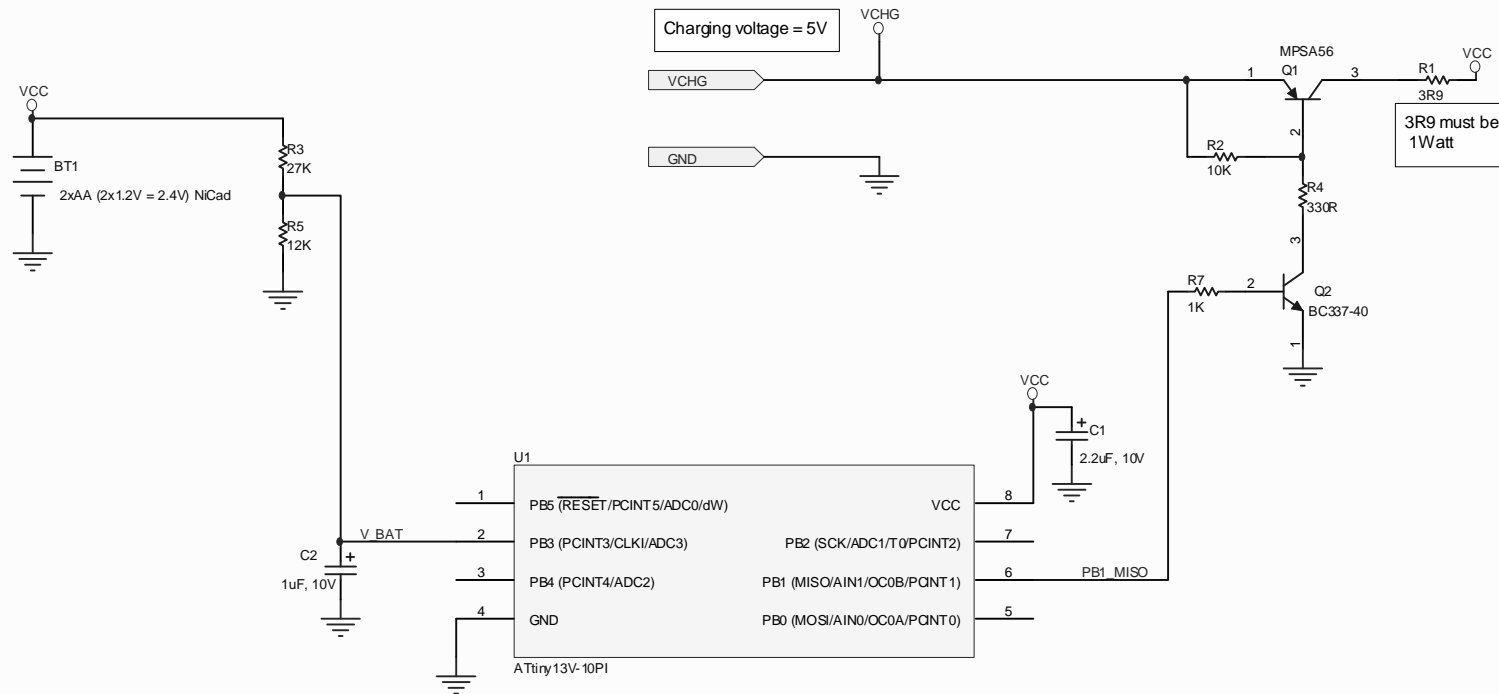 Charging voltage = 5V
VCHG
VCHG
GND
MPSA56
Q1
1
3
2
R1
3R9
VCC
3R9 must be
1Watt
R2
10K
R4
330R
3
R7
1K
2
Q2
BC337-40
1
VCC
BT1
2xAA (2x1.2V = 2.4V) NiCad
R3
27K
R5
12K
VCC
C1
2.2uF, 10V
U1
1
PB5 (RESET/PCINT5/ADC0/dW)
VCC
8
V_BAT
2
PB3 (PCINT3/CLKI/ADC3)
PB2 (SCK/ADC1/T0/PCINT2)
7
C2
1uF, 10V
3
PB4 (PCINT4/ADC2)
PB1 (MISO/AIN1/OC0B/PCINT1)
6
PB1_MISO
4
GND
PB0 (MOSI/AIN0/OC0A/PCINT0)
5
ATtiny13V-10PI